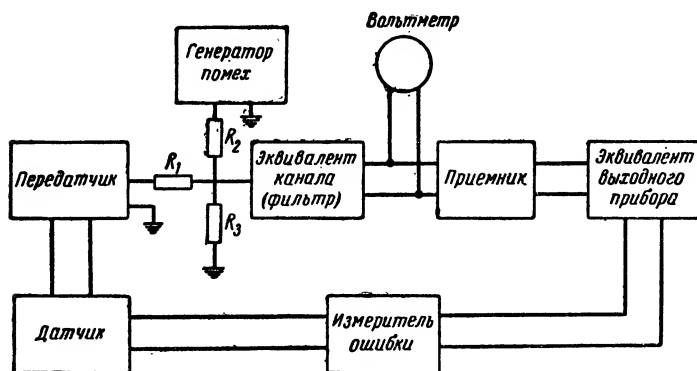 Вольтметр
Генератор
помех
R₂
R₁
Передатчик
Эквивалент
канала
(фильтр)
Приемник
Эквивалент
выходного
прибора
R₃
Датчик
Измеритель
ошибки